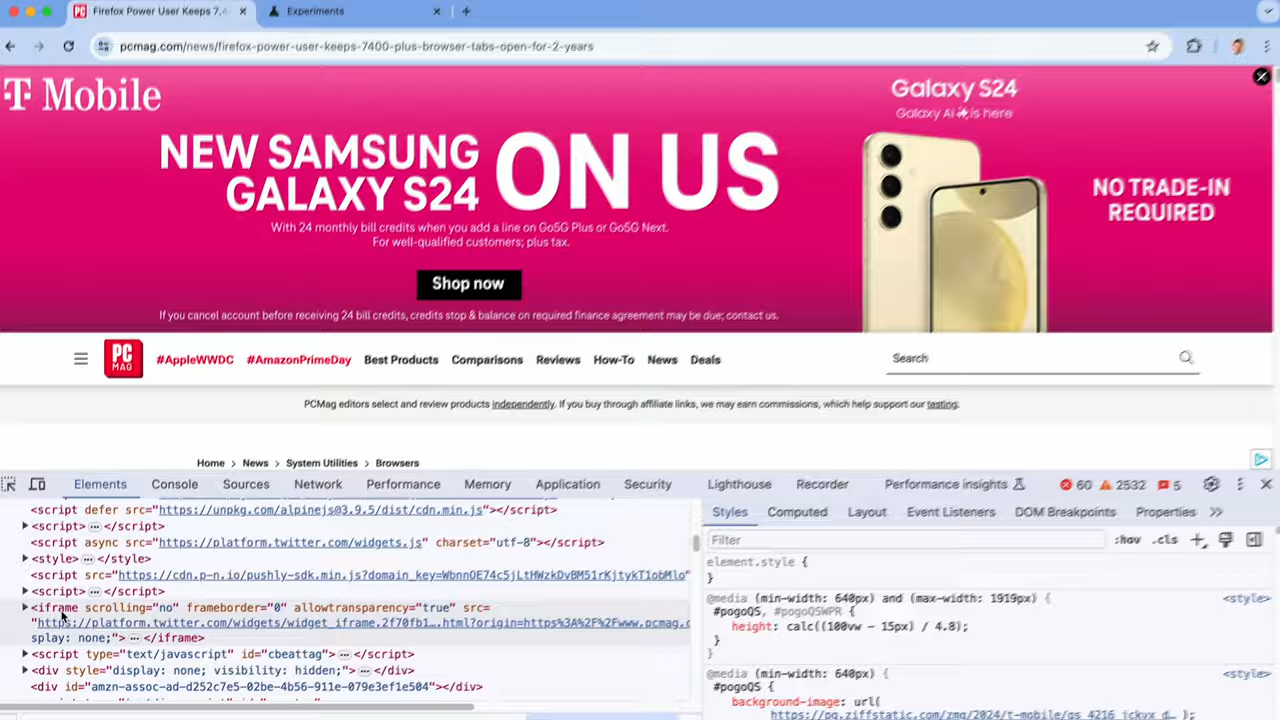 Firefox Power User Keeps 7,4
Experiments
pcmag.com/news/firefox-power-user-keeps-7400-plus-browser-tabs-open-for-2-years
T Mobile
NEW SAMSUNG
GALAXY S24
ON US
With 24 monthly bill credits when you add a line on Go5G Plus or Go5G Next.
For well-qualified customers; plus tax.
Shop now
If you cancel account before receiving 24 bill credits, credits stop & balance on required finance agreement may be due; contact us.
Galaxy S24
Galaxy AI is here
NO TRADE-IN
REQUIRED
PC
MAG
#AppleWWDC #AmazonPrimeDay Best Products Comparisons Reviews How-To News Deals
Search
PCMag editors select and review products independently. If you buy through affiliate links, we may earn commissions, which help support our testing.
Home > News > System Utilities > Browsers
Elements Console Sources Network Performance Memory Application Security Lighthouse Recorder Performance insights 60 2532 5
<script defer src="https://unpkg.com/alpinejs@3.9.5/dist/cdn.min.js"></script>
<script>…</script>
<script async src="https://platform.twitter.com/widgets.js" charset="utf-8"></script>
<style>…</style>
<script src="https://cdn.p-n.io/pushly-sdk.min.js?domain_key=WbnnOE74c5jLtHWzkDvBM51rKjtykT1obMlo"
<script>…</script>
<iframe scrolling="no" frameborder="0" allowtransparency="true" src=
"https://platform.twitter.com/widgets/widget_iframe.2f70fb1….html?origin=https%3A%2F%2Fwww.pcmag.c
splay: none;">…</iframe>
<script type="text/javascript" id="cbeattag">…</script>
<div style="display: none; visibility: hidden;">…</div>
<div id="amzn-assoc-ad-d252c7e5-02be-4b56-911e-079e3ef1e504"></div>
Styles Computed Layout Event Listeners DOM Breakpoints Properties
Filter
:hov .cls
element.style {
}
@media (min-width: 640px) and (max-width: 1919px) {
<style>
#pogoQS, #pogoQSWPR {
height: calc((100vw – 15px) / 4.8);
}
}
@media (min-width: 640px) {
<style>
#pogoQS {
background-image: url(